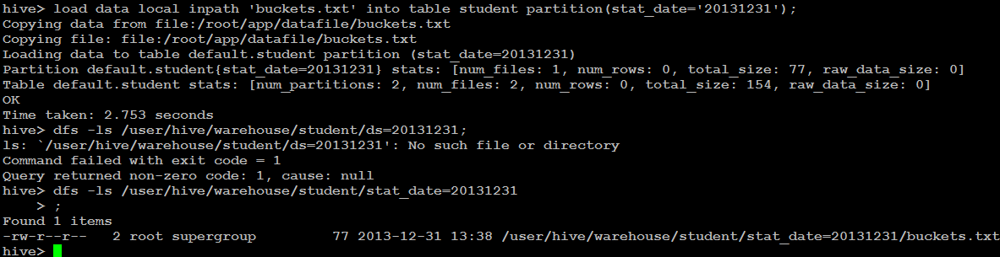 hive> load data local inpath 'buckets.txt' into table student partition(stat_date='20131231');
Copying data from file:/root/app/datafile/buckets.txt
Copying file: file:/root/app/datafile/buckets.txt
Loading data to table default.student partition (stat_date=20131231)
Partition default.student{stat_date=20131231} stats: [num_files: 1, num_rows: 0, total_size: 77, raw_data_size: 0]
Table default.student stats: [num_partitions: 2, num_files: 2, num_rows: 0, total_size: 154, raw_data_size: 0]
OK
Time taken: 2.753 seconds
hive> dfs -ls /user/hive/warehouse/student/ds=20131231;
ls: `/user/hive/warehouse/student/ds=20131231': No such file or directory
Command failed with exit code = 1
Query returned non-zero code: 1, cause: null
hive> dfs -ls /user/hive/warehouse/student/stat_date=20131231
    > ;
Found 1 items
-rw-r--r--   2 root supergroup         77 2013-12-31 13:38 /user/hive/warehouse/student/stat_date=20131231/buckets.txt
hive>